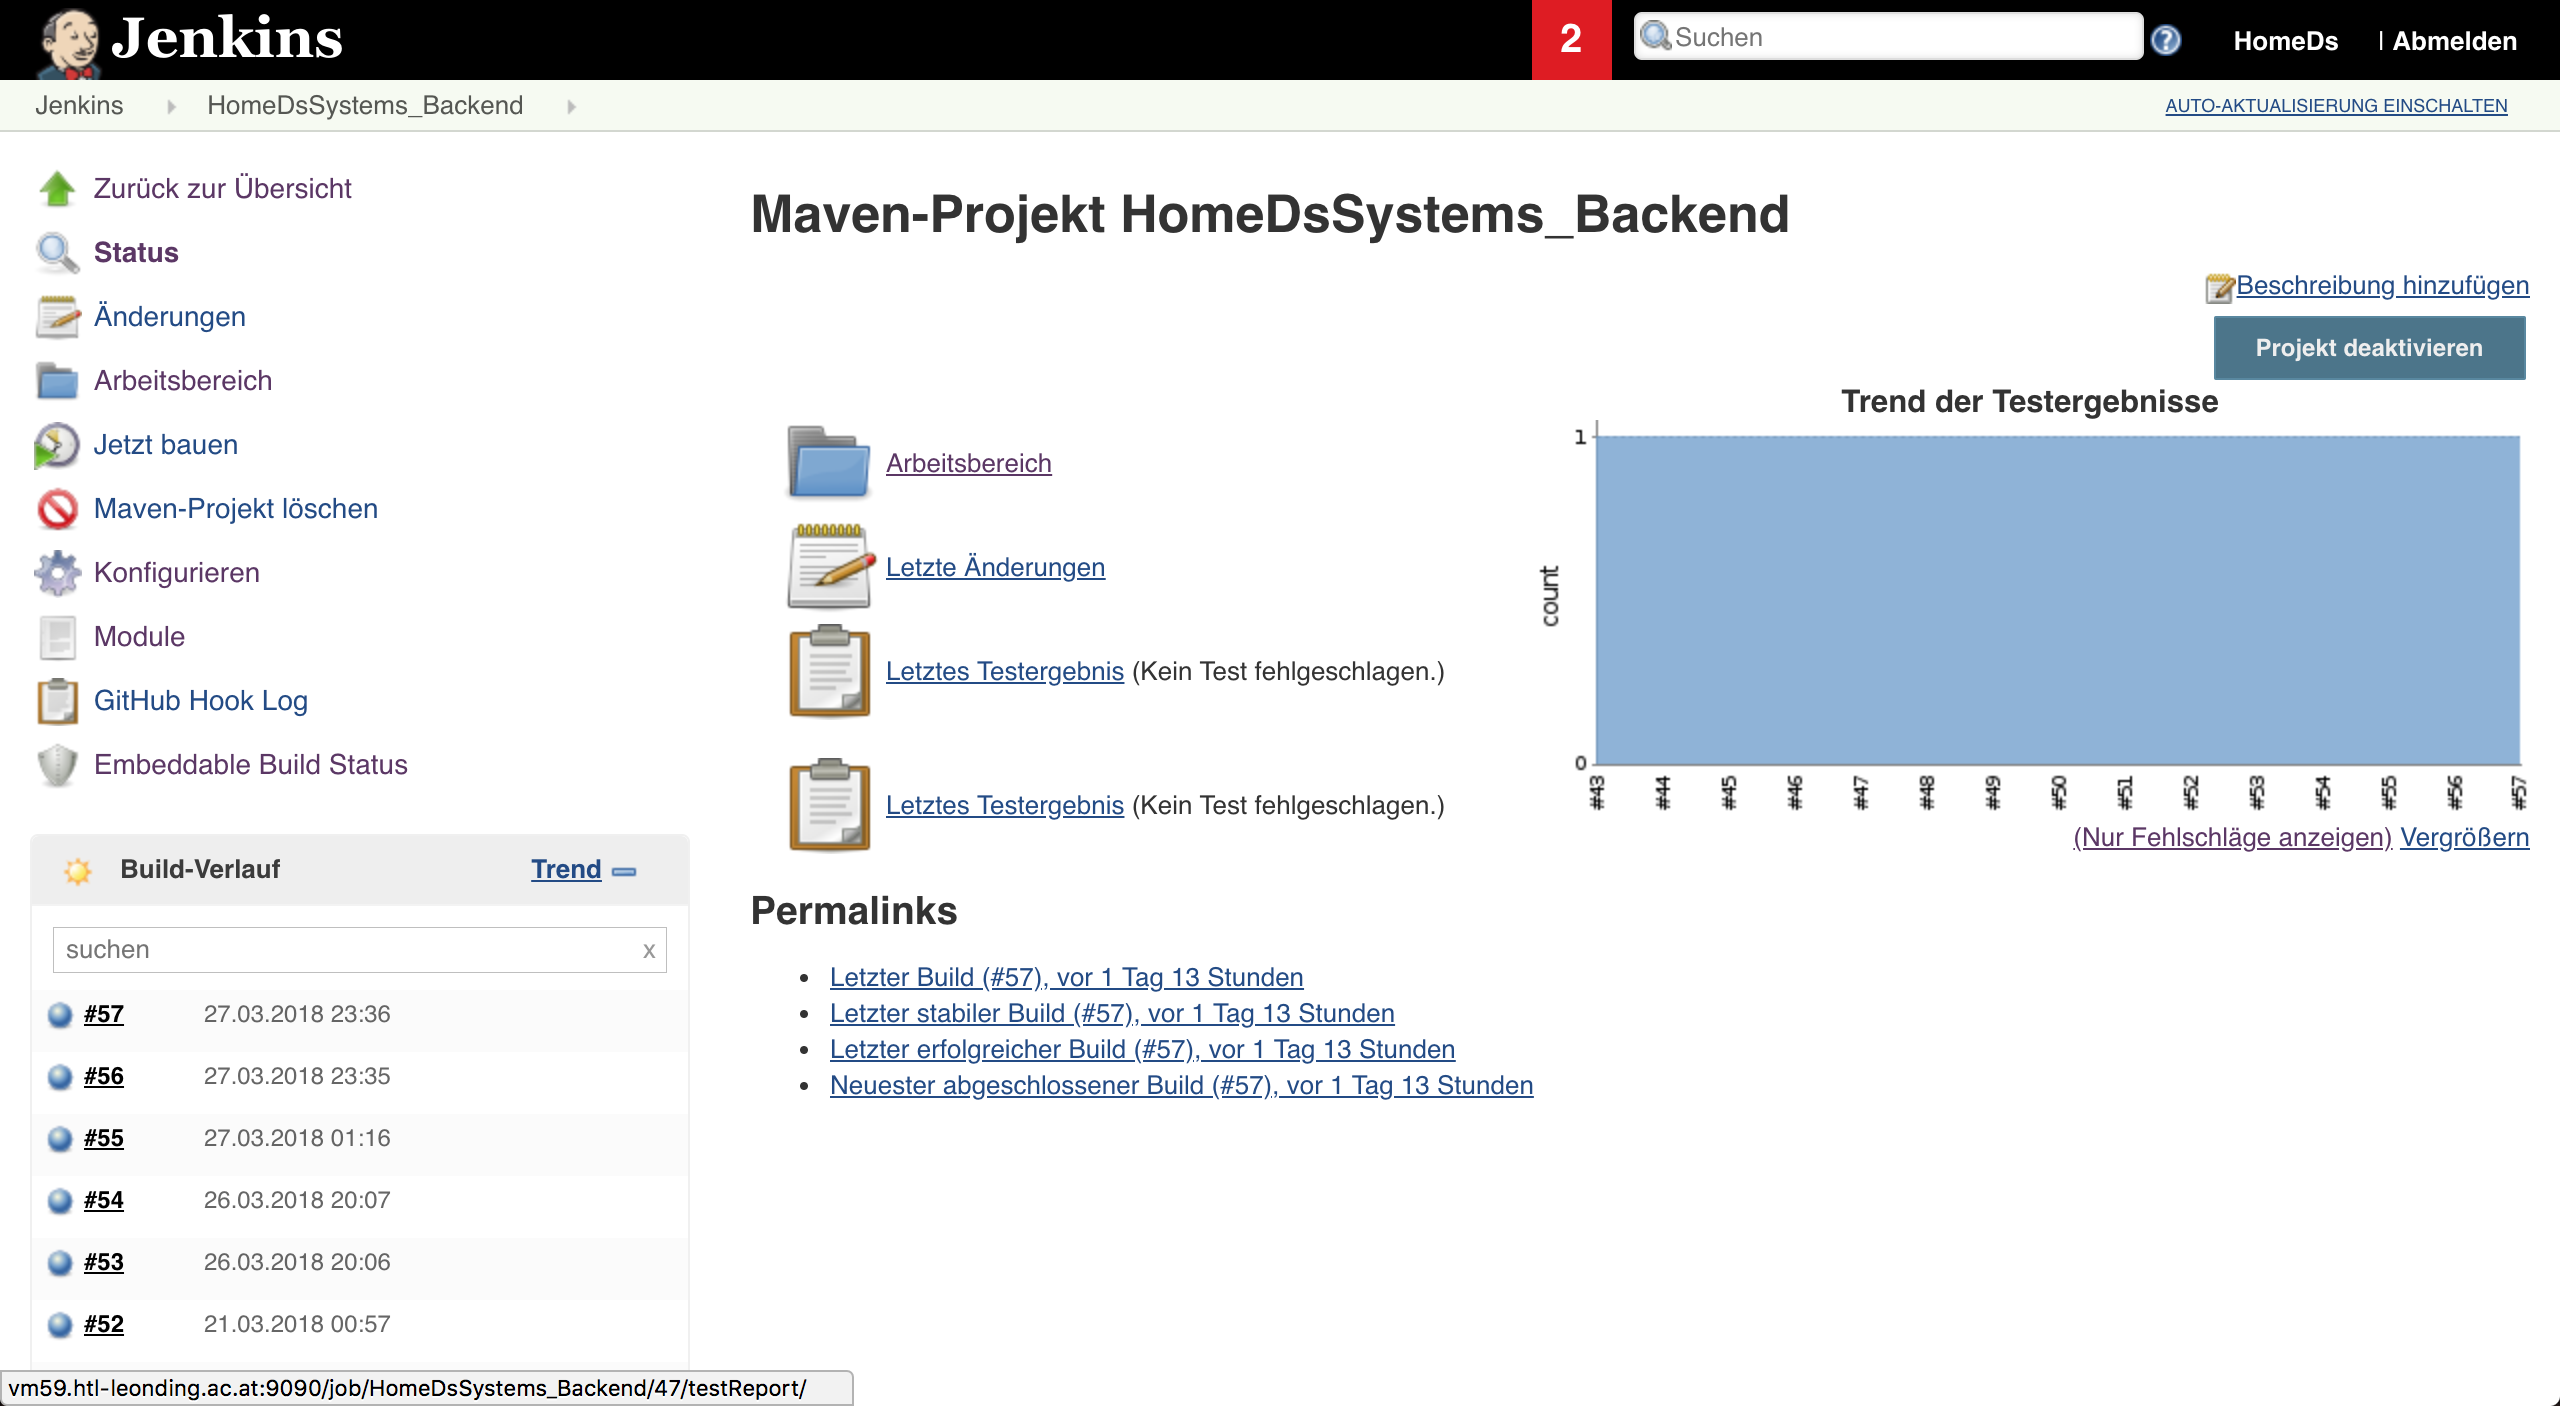 Jenkins
2
Suchen
HomeDs
| Abmelden
Jenkins
HomeDsSystems_Backend
AUTO-AKTUALISIERUNG EINSCHALTEN
Zurück zur Übersicht
Status
Änderungen
Arbeitsbereich
Jetzt bauen
Maven-Projekt löschen
Konfigurieren
Module
GitHub Hook Log
Embeddable Build Status
Build-Verlauf
Trend
suchen
x
#57 27.03.2018 23:36
#56 27.03.2018 23:35
#55 27.03.2018 01:16
#54 26.03.2018 20:07
#53 26.03.2018 20:06
#52 21.03.2018 00:57
Maven-Projekt HomeDsSystems_Backend
Beschreibung hinzufügen
Projekt deaktivieren
Arbeitsbereich
Letzte Änderungen
Letztes Testergebnis (Kein Test fehlgeschlagen.)
Letztes Testergebnis (Kein Test fehlgeschlagen.)
Trend der Testergebnisse
1
count
0
#43 #44 #45 #46 #47 #48 #49 #50 #51 #52 #53 #54 #55 #56 #57
(Nur Fehlschläge anzeigen) Vergrößern
Permalinks
Letzter Build (#57), vor 1 Tag 13 Stunden
Letzter stabiler Build (#57), vor 1 Tag 13 Stunden
Letzter erfolgreicher Build (#57), vor 1 Tag 13 Stunden
Neuester abgeschlossener Build (#57), vor 1 Tag 13 Stunden
vm59.htl-leonding.ac.at:9090/job/HomeDsSystems_Backend/47/testReport/